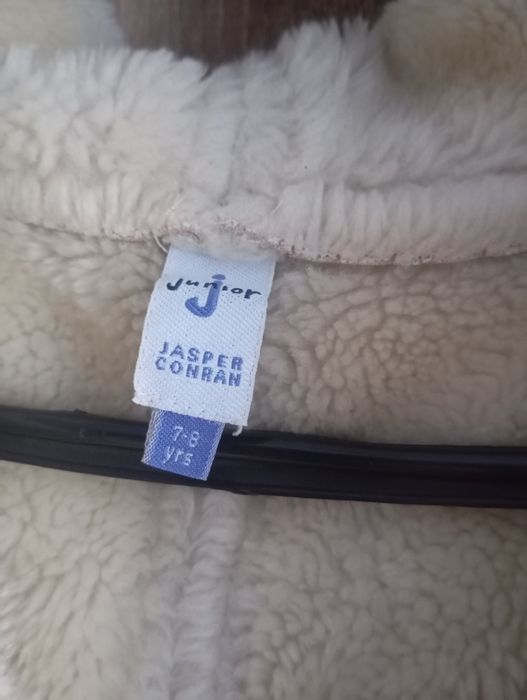 junior
J
JASPER
CONRAN
7-8
yrs